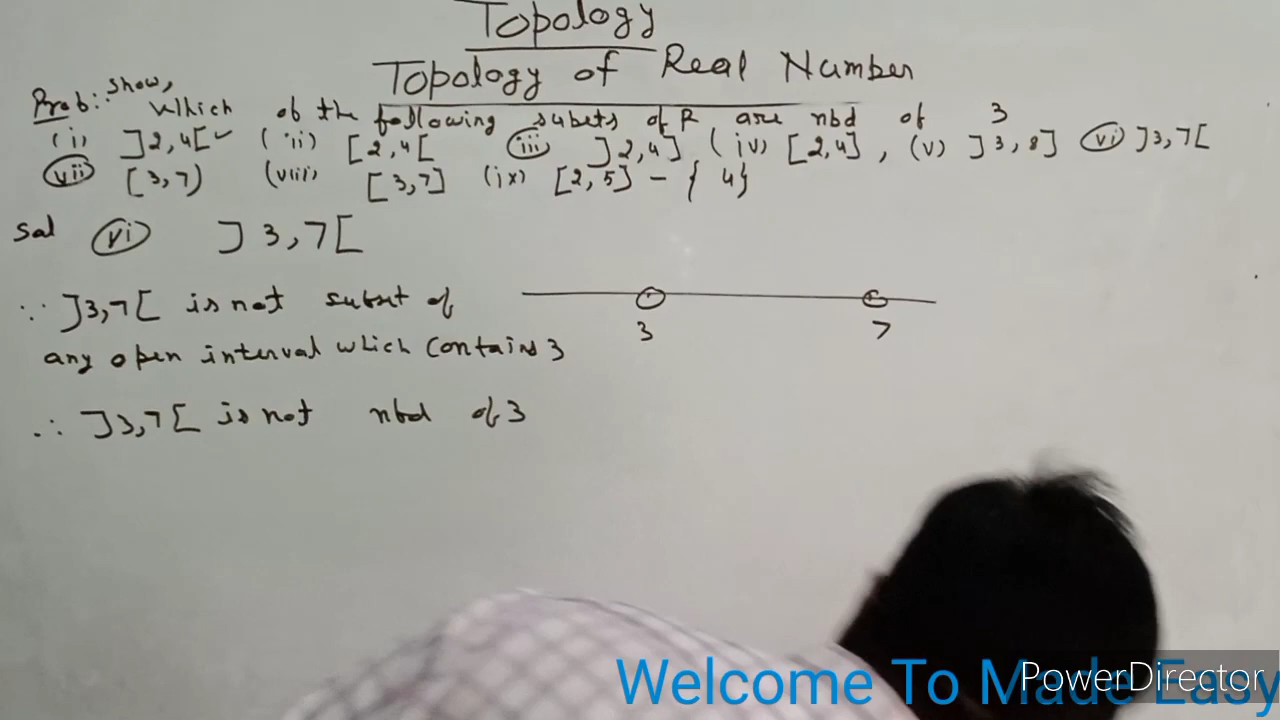 Topology
Topology of Real Number
Prob:- show, which of the following subets of R are nbd of 3
(i) ]2,4[ ✓ (ii) [2,4[ (iii) ]2,4] (iv) [2,4] , (v) ]3,8] (vi) ]3,7[
(vii) [3,7) (viii) [3,7] (ix) [2,5] - {4}
Sol (vi) ]3,7[
∵ ]3,7[ is not subset of
any open interval which contains 3
∴ ]3,7[ is not nbd of 3
3 7
Welcome To Made Easy
PowerDirector